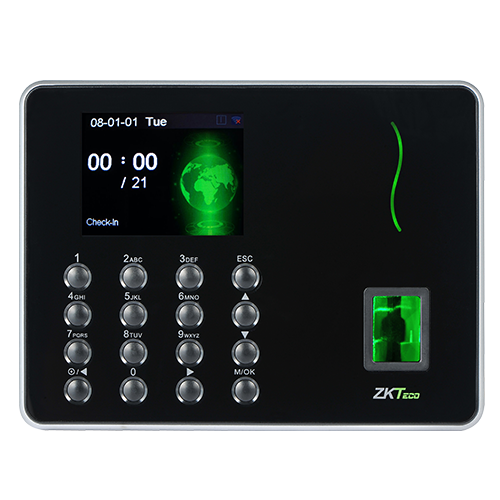 08-01-01 Tue
00 : 00
/ 21
Check-In
1 2ABC 3DEF ESC
4GHI 5JKL 6MNO ▲
7PQRS 8TUV 9WXYZ ▼
⊙/◀ 0 ▶ M/OK
ZKTECO